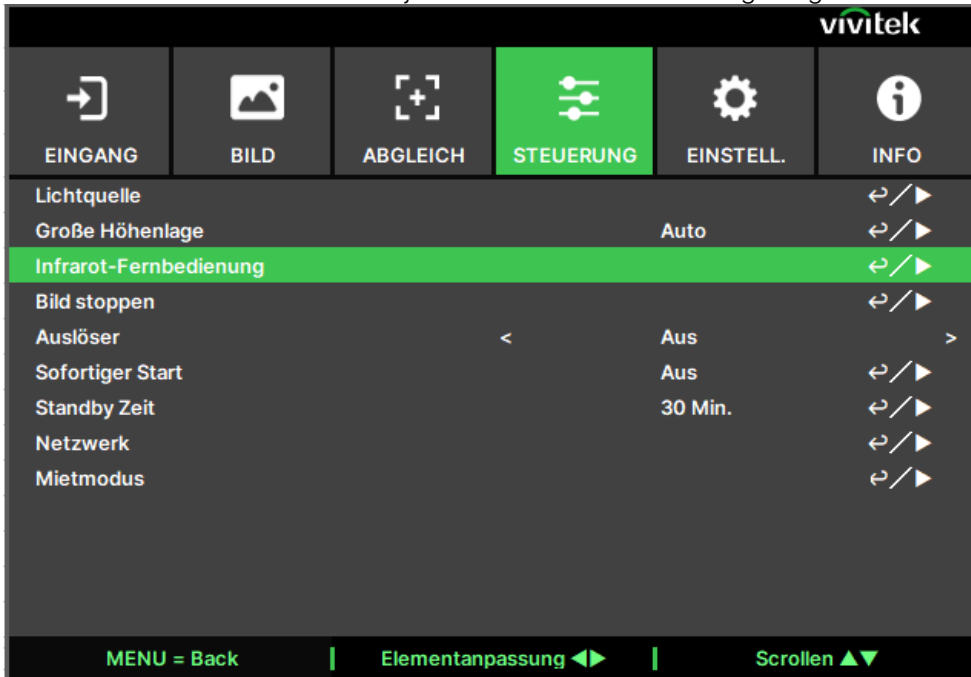 vivitek
EINGANG BILD ABGLEICH STEUERUNG EINSTELL. INFO
Lichtquelle
Große Höhenlage Auto
Infrarot-Fernbedienung
Bild stoppen
Auslöser < Aus >
Sofortiger Start Aus
Standby Zeit 30 Min.
Netzwerk
Mietmodus
MENU = Back Elementanpassung ◀▶ Scrollen ▲▼